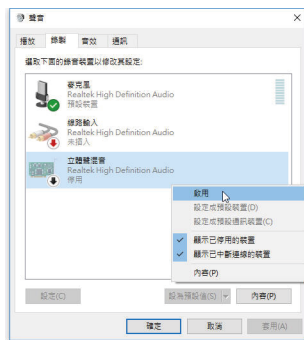 聲音
播放 錄製 音效 通訊
選取下面的錄音裝置以修改其設定:
麥克風
Realtek High Definition Audio
預設裝置
線路輸入
Realtek High Definition Audio
未插入
立體聲混音
Realtek High Definition Audio
停用
啟用
設定成預設裝置(D)
設定成預設通訊裝置(C)
顯示已停用的裝置
顯示已中斷連線的裝置
內容(P)
設定(C) 設為預設值(S) 內容(P)
確定 取消 套用(A)